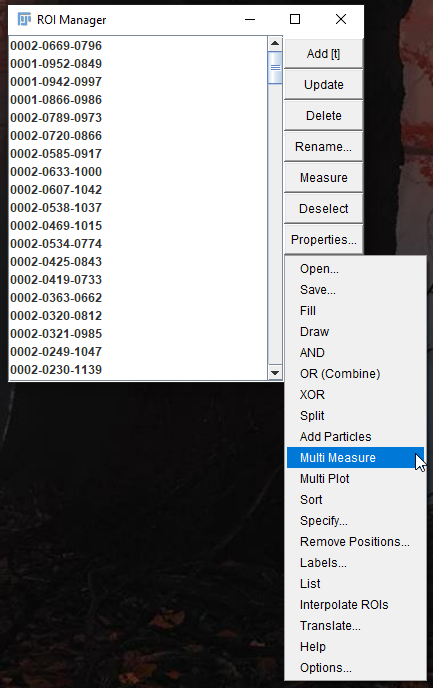 ROI Manager
0002-0669-0796
0001-0952-0849
0001-0942-0997
0001-0866-0986
0002-0789-0973
0002-0720-0866
0002-0585-0917
0002-0633-1000
0002-0607-1042
0002-0538-1037
0002-0469-1015
0002-0534-0774
0002-0425-0843
0002-0419-0733
0002-0363-0662
0002-0320-0812
0002-0321-0985
0002-0249-1047
0002-0230-1139
Add [t]
Update
Delete
Rename...
Measure
Deselect
Properties...
Open...
Save...
Fill
Draw
AND
OR (Combine)
XOR
Split
Add Particles
Multi Measure
Multi Plot
Sort
Specify...
Remove Positions...
Labels...
List
Interpolate ROIs
Translate...
Help
Options...